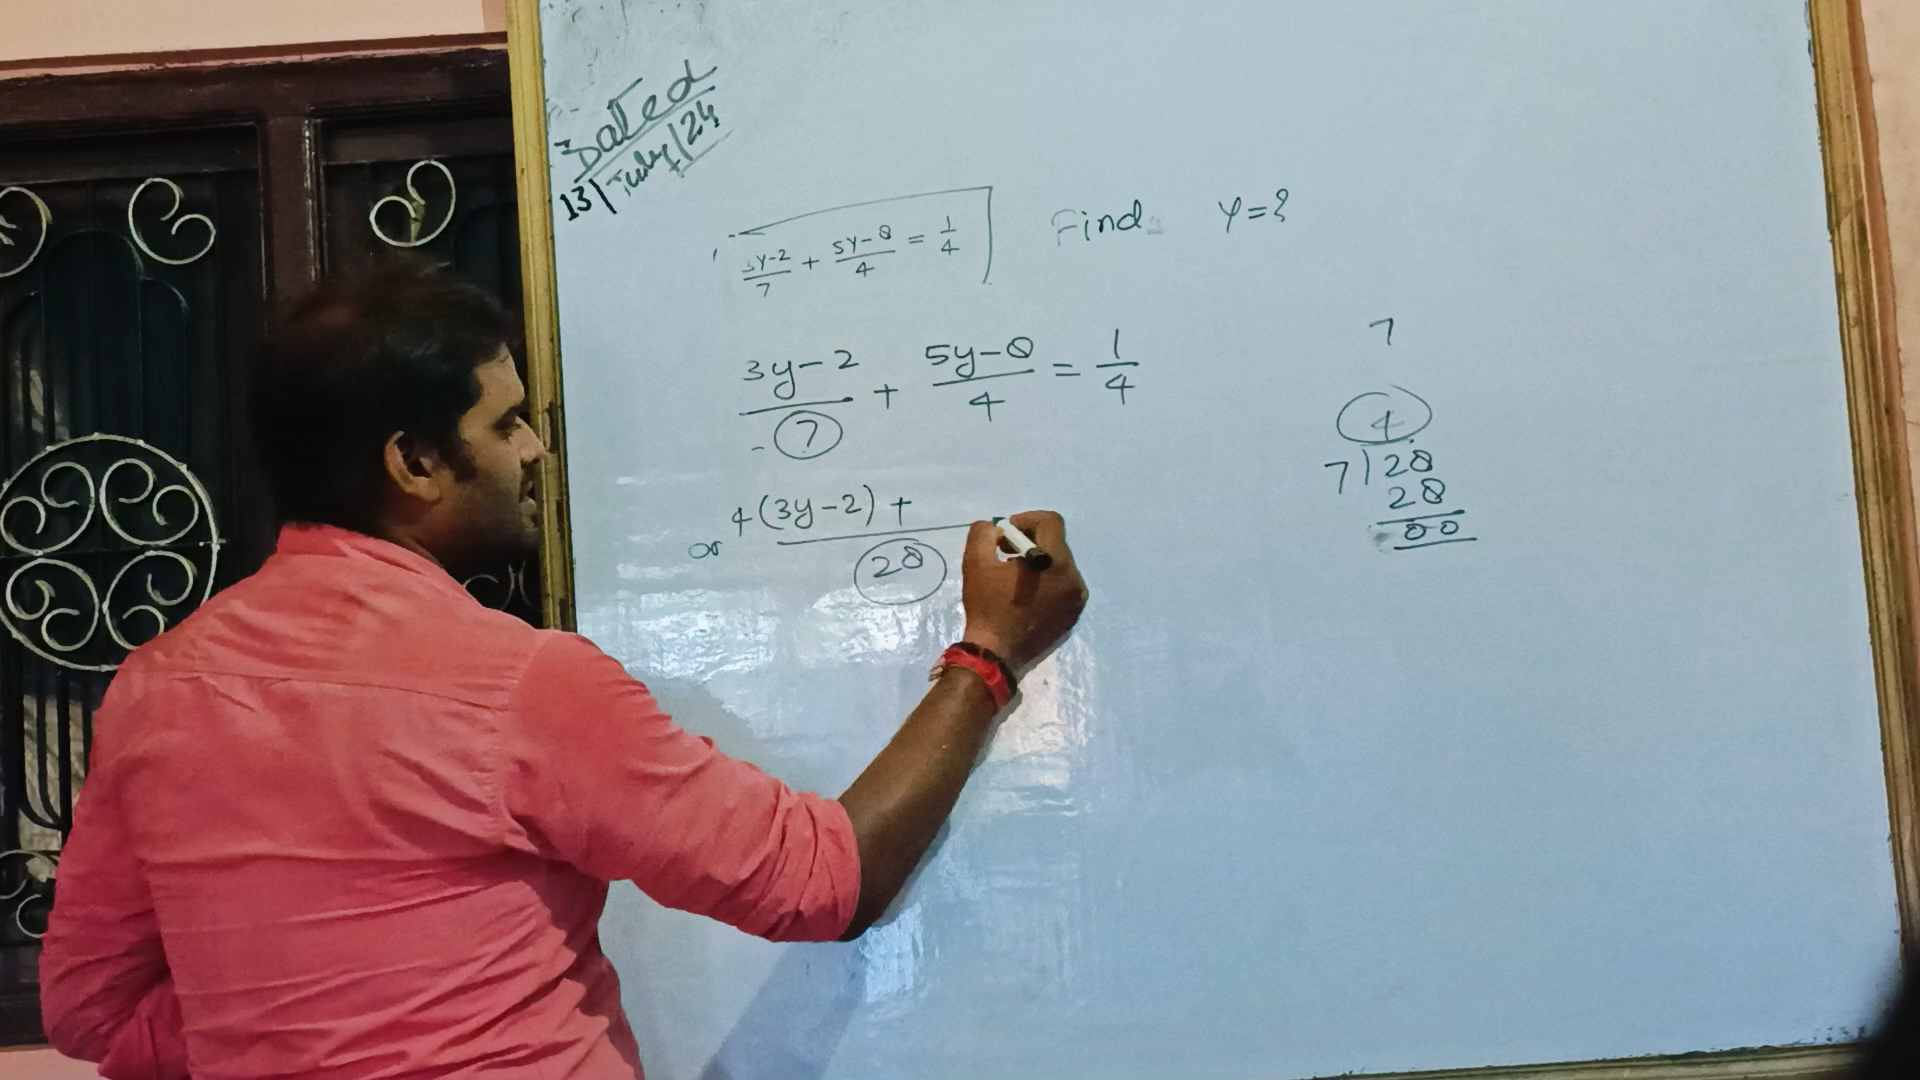 Dated
13/July/24
3y-2/7 + 5y-8/4 = 1/4 Find y=?
3y-2/7 + 5y-8/4 = 1/4
7
4
7)28
28
00
or 4(3y-2)+/28